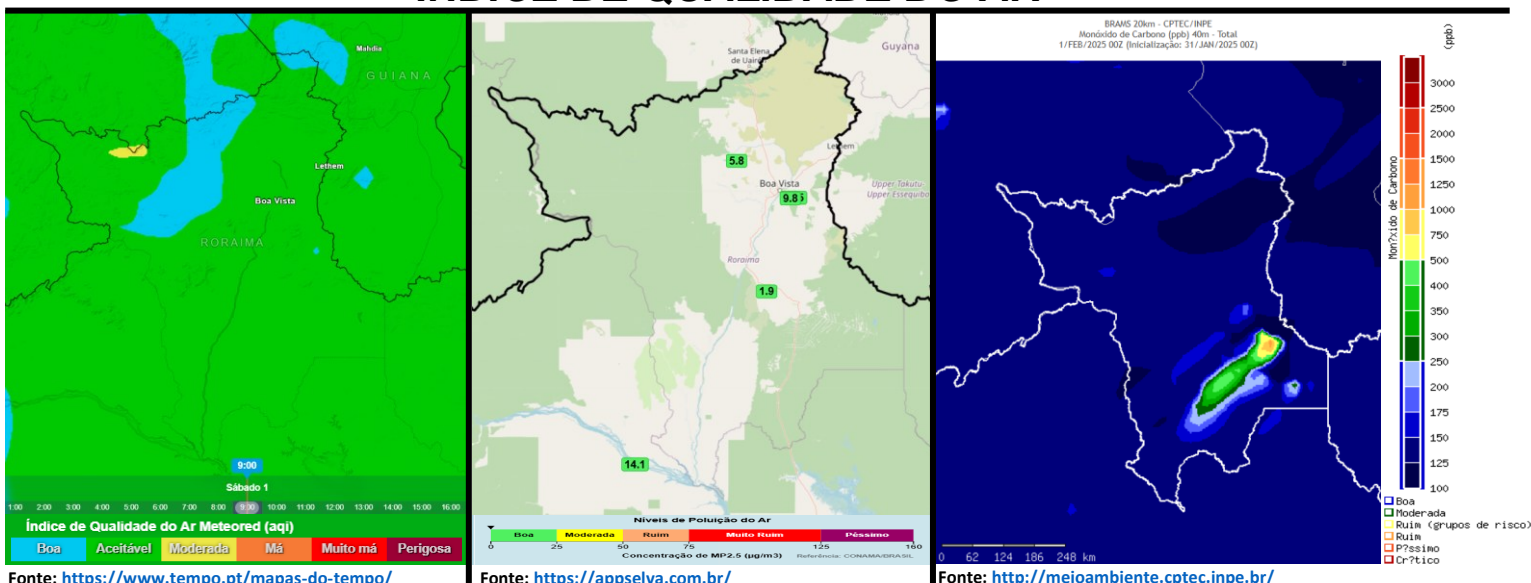 ÍNDICE DE QUALIDADE DO AR
Mahdia
GUIANA
Lethem
Boa Vista
RORAIMA
9:00
Sábado 1
1:00 2:00 3:00 4:00 5:00 6:00 7:00 8:00 9:00 10:00 11:00 12:00 13:00 14:00 15:00 16:00
Índice de Qualidade do Ar Meteored (aqi)
Boa Aceitável Moderada Má Muito má Perigosa
Fonte: https://www.tempo.pt/mapas-do-tempo/
Santa Elena
de Uairé
Guyana
5.8
Boa Vista
9.8
Upper Takutu-
Upper Essequibo
Roraima
1.9
14.1
Níveis de Poluição do Ar
Boa Moderada Ruim Muito Ruim Péssimo
0 25 50 75 125 160
Concentração de MP2.5 (µg/m3) Referência: CONAMA/BRASIL
Fonte: https://appselva.com.br/
BRAMS 20km - CPTEC/INPE
Monóxido de Carbono (ppb) 40m - Total
1/FEB/2025 00Z (Inicialização: 31/JAN/2025 00Z)
(ppb)
Mon?xido de Carbono
3000
2500
2000
1500
1250
1000
750
500
400
350
300
250
200
175
150
125
100
Boa
Moderada
Ruim (grupos de risco)
Ruim
P?ssimo
Cr?tico
0 62 124 186 248 km
Fonte: http://meioambiente.cptec.inpe.br/